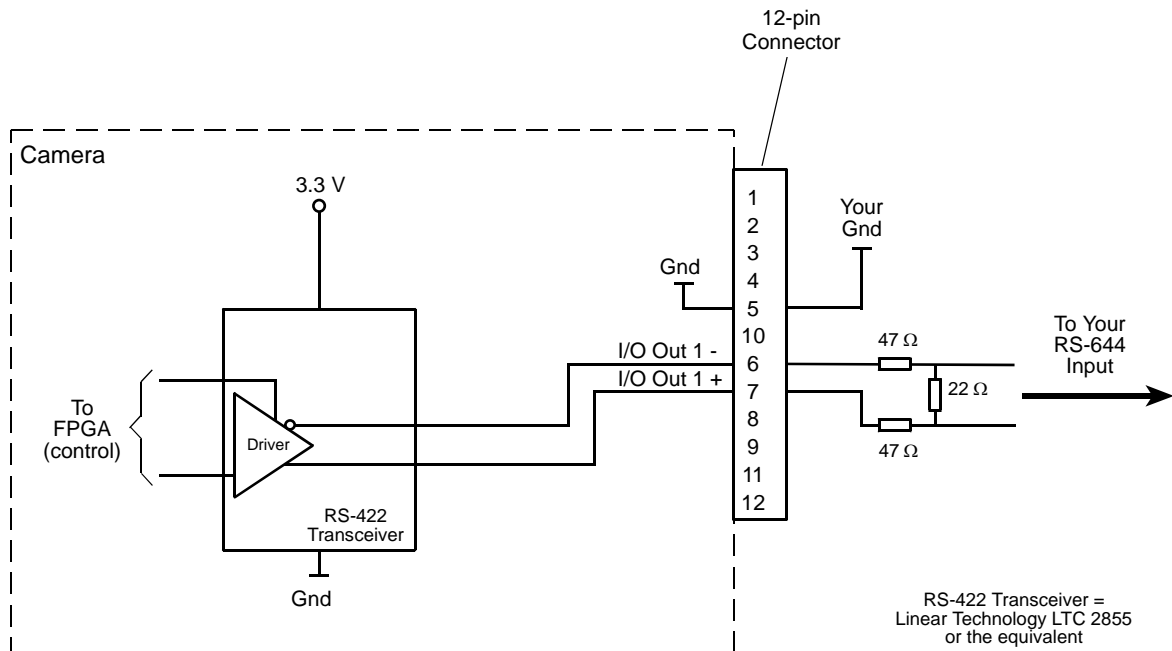 12-pin
Connector
Camera
3.3 V
Your
Gnd
Gnd
1
2
3
4
5
10
6
7
8
9
11
12
I/O Out 1 -
I/O Out 1 +
47 Ω
22 Ω
47 Ω
To Your
RS-644
Input
To
FPGA
(control)
Driver
RS-422
Transceiver
Gnd
RS-422 Transceiver =
Linear Technology LTC 2855
or the equivalent